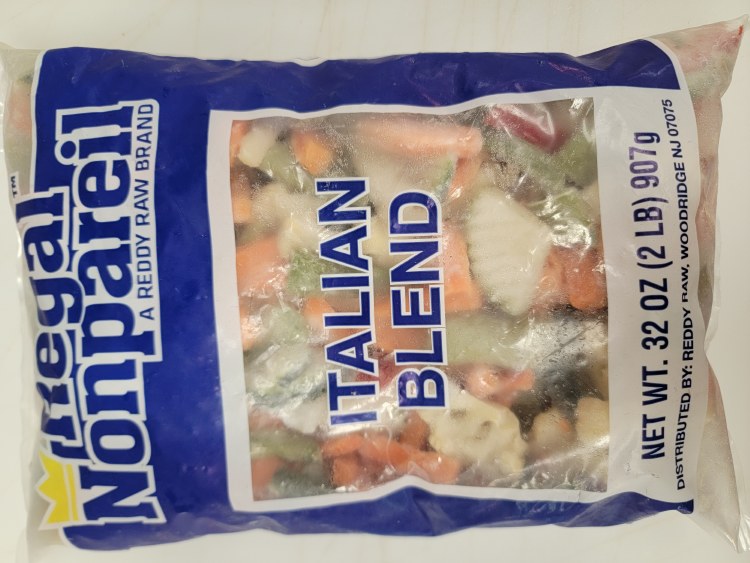 Regal™
Nonpareil
A REDDY RAW BRAND
ITALIAN
BLEND
NET WT. 32 OZ (2 LB) 907g
DISTRIBUTED BY: REDDY RAW, WOODRIDGE NJ 07075